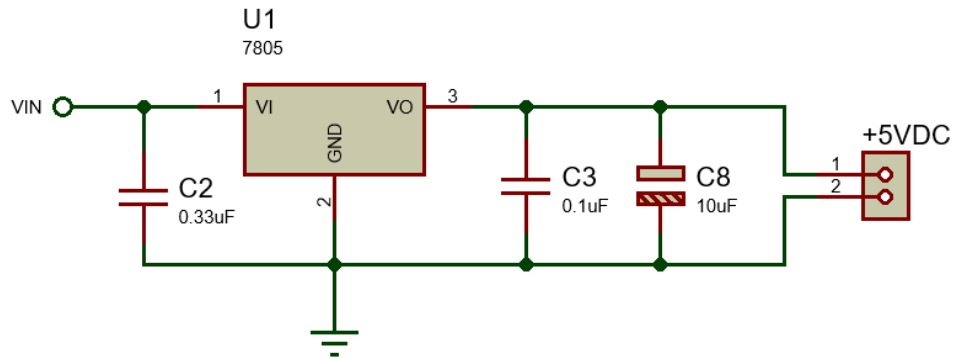 U1
7805
VIN
1
VI
VO
3
GND
2
C2
0.33uF
C3
0.1uF
C8
10uF
+5VDC
1
2